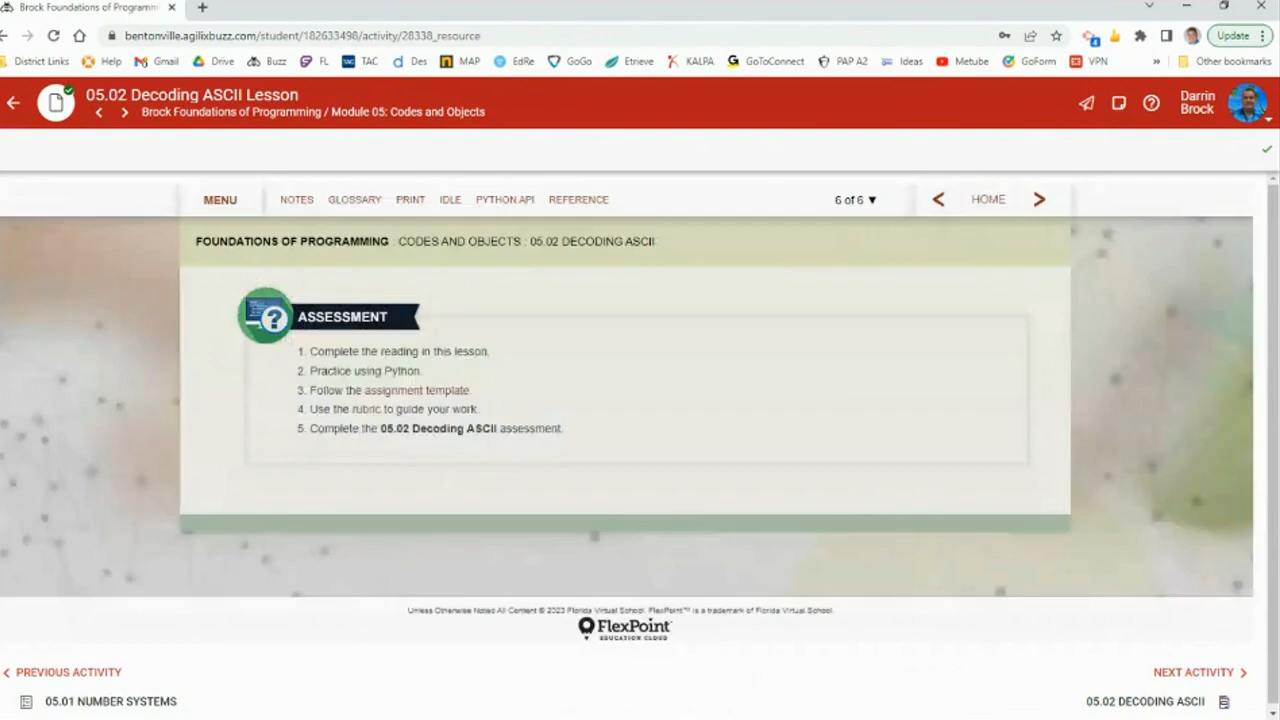 Brock Foundations of Programm
bentonville.agilixbuzz.com/student/182633498/activity/28338_resource
Update
District Links Help Gmail Drive Buzz FL TAC Des MAP EdRe GoGo Etrieve KALPA GoToConnect PAP A2 Ideas Metube GoForm VPN » Other bookmarks
05.02 Decoding ASCII Lesson
Brock Foundations of Programming / Module 05: Codes and Objects
Darrin
Brock
MENU NOTES GLOSSARY PRINT IDLE PYTHON API REFERENCE 6 of 6 HOME
FOUNDATIONS OF PROGRAMMING : CODES AND OBJECTS : 05.02 DECODING ASCII
ASSESSMENT
1. Complete the reading in this lesson.
2. Practice using Python.
3. Follow the assignment template.
4. Use the rubric to guide your work.
5. Complete the 05.02 Decoding ASCII assessment.
Unless Otherwise Noted All Content © 2023 Florida Virtual School. FlexPoint™ is a trademark of Florida Virtual School.
FlexPoint
EDUCATION CLOUD
PREVIOUS ACTIVITY NEXT ACTIVITY
05.01 NUMBER SYSTEMS 05.02 DECODING ASCII